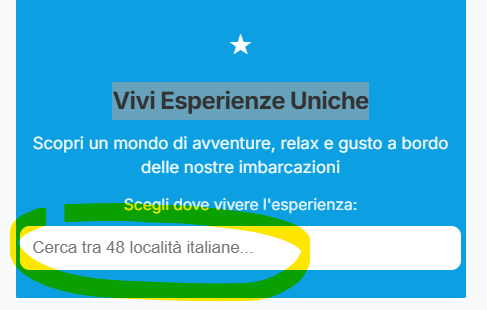 Vivi Esperienze Uniche
Scopri un mondo di avventure, relax e gusto a bordo
delle nostre imbarcazioni
Scegli dove vivere l'esperienza:
Cerca tra 48 località italiane...